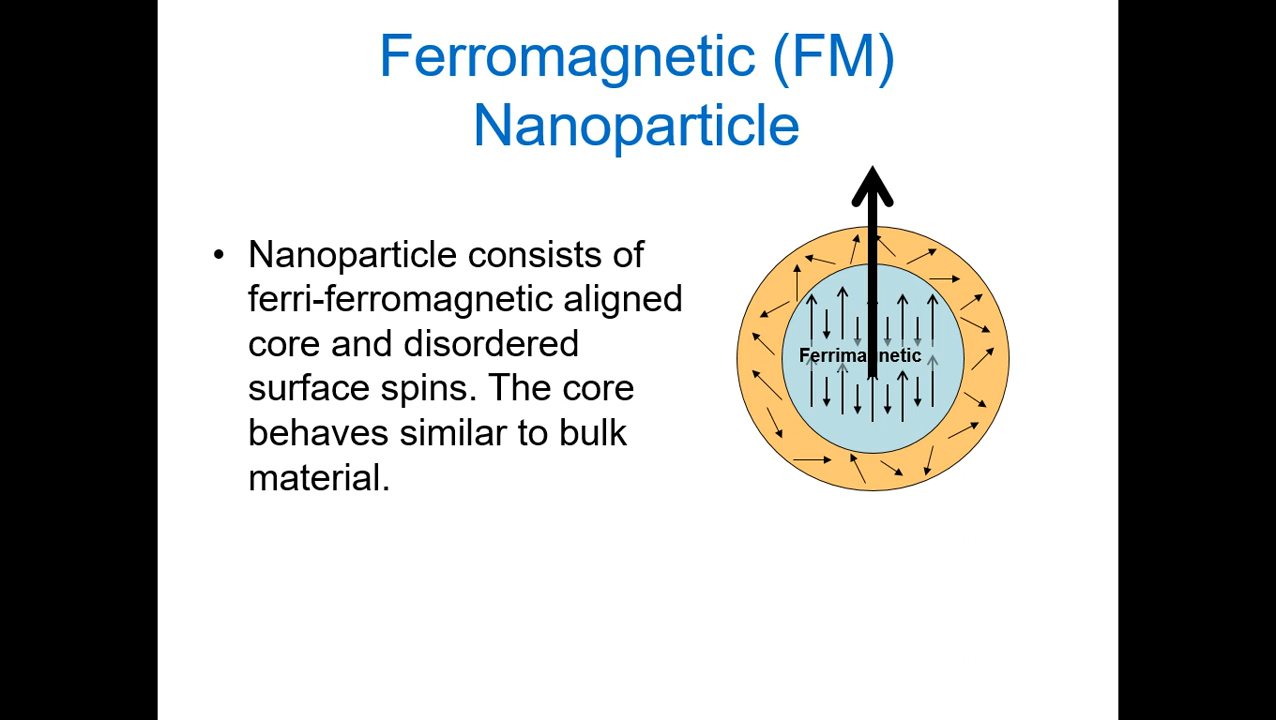 Ferromagnetic (FM)
Nanoparticle
• Nanoparticle consists of
ferri-ferromagnetic aligned
core and disordered
surface spins. The core
behaves similar to bulk
material.
Ferrimagnetic